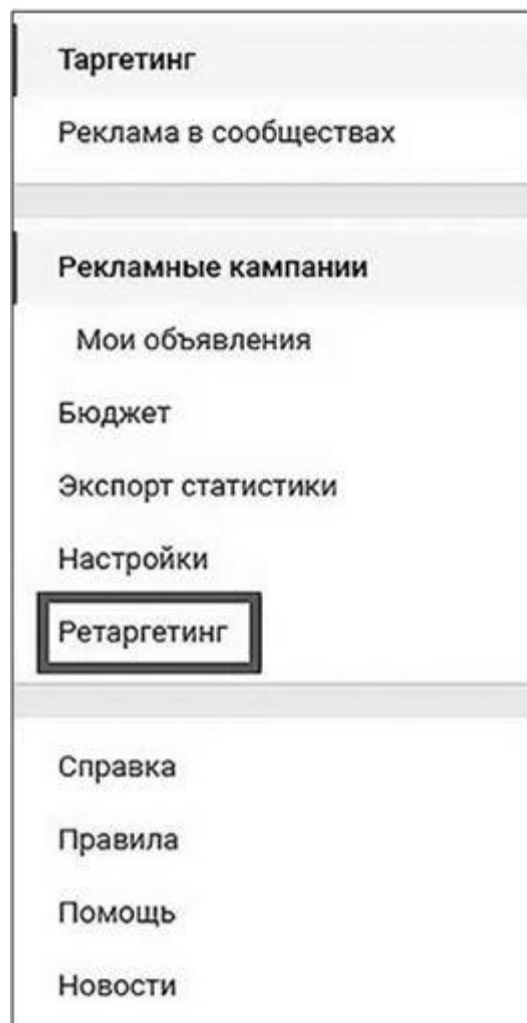 Таргетинг
Реклама в сообществах
Рекламные кампании
Мои объявления
Бюджет
Экспорт статистики
Настройки
Ретаргетинг
Справка
Правила
Помощь
Новости